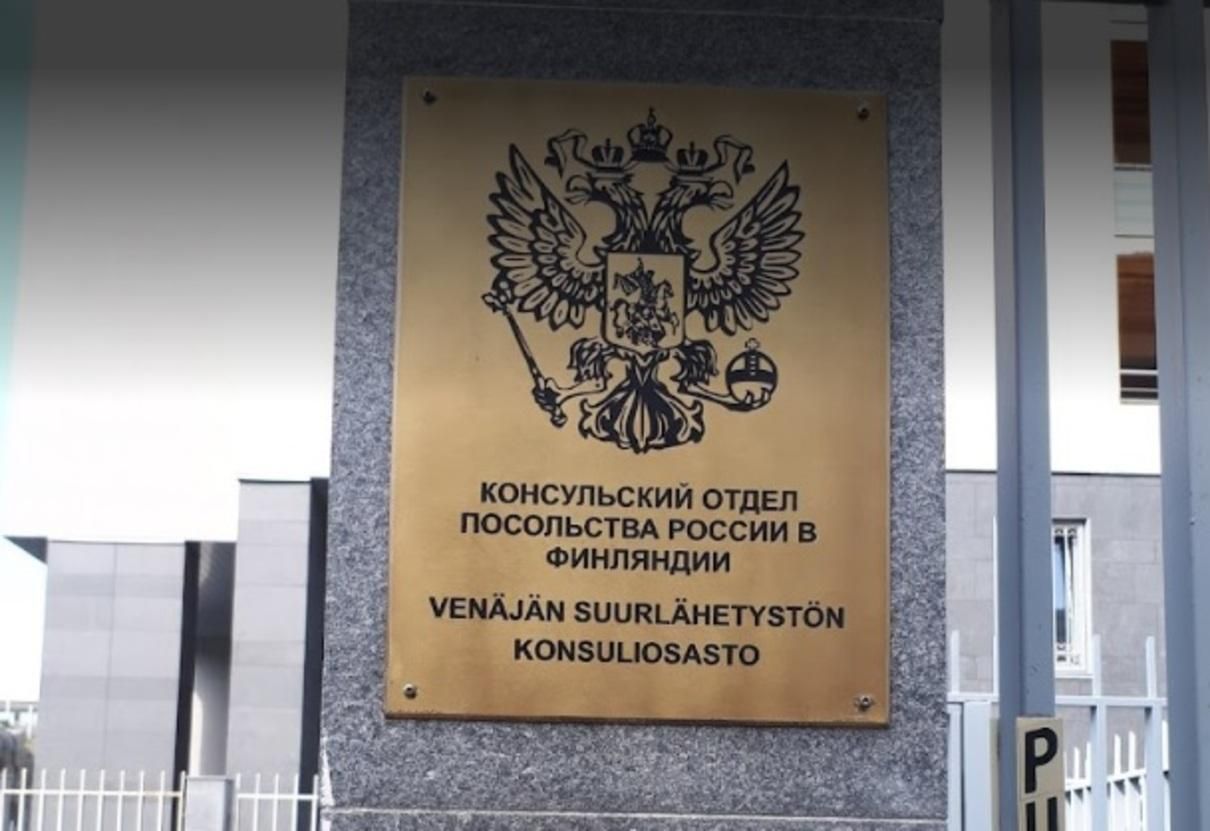 КОНСУЛЬСКИЙ ОТДЕЛ
ПОСОЛЬСТВА РОССИИ В
ФИНЛЯНДИИ
VENÄJÄN SUURLÄHETYSTÖN
KONSULIOSASTO
P